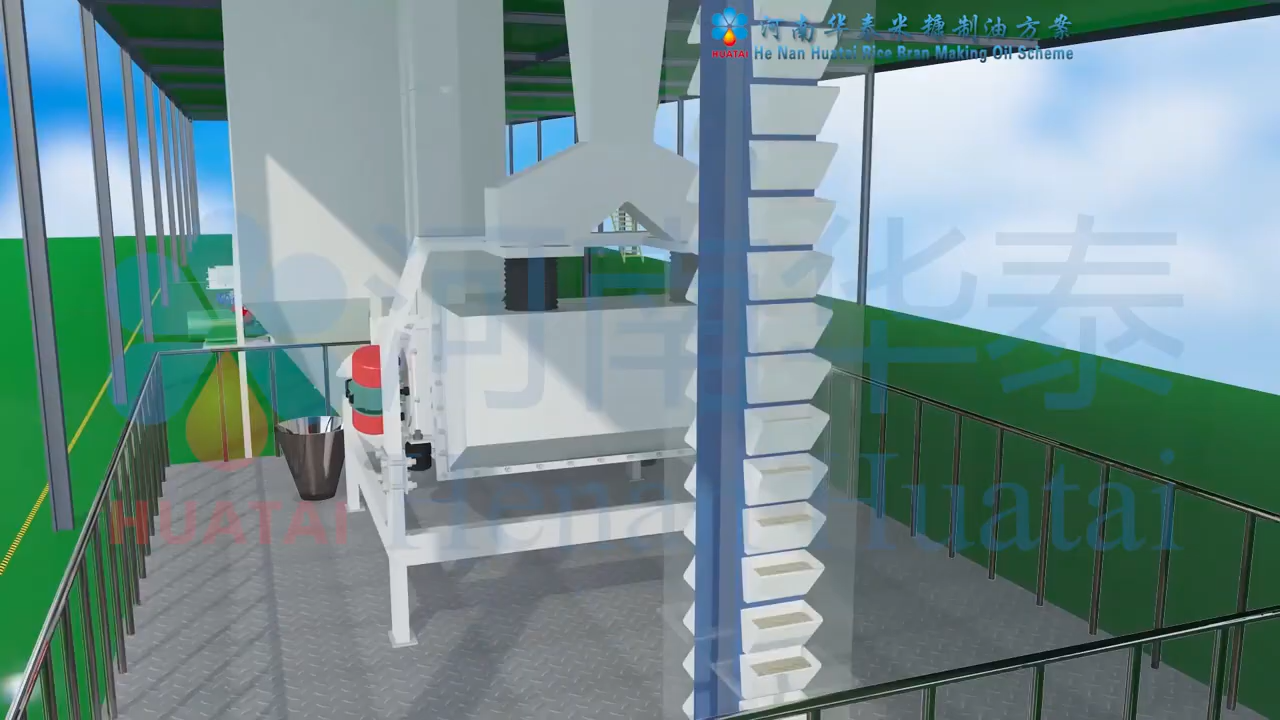 HUATAI
河南华泰米糠制油方案
He Nan Huatai Rice Bran Making Oil Scheme
河南华泰
HUATAI
Henan Huatai